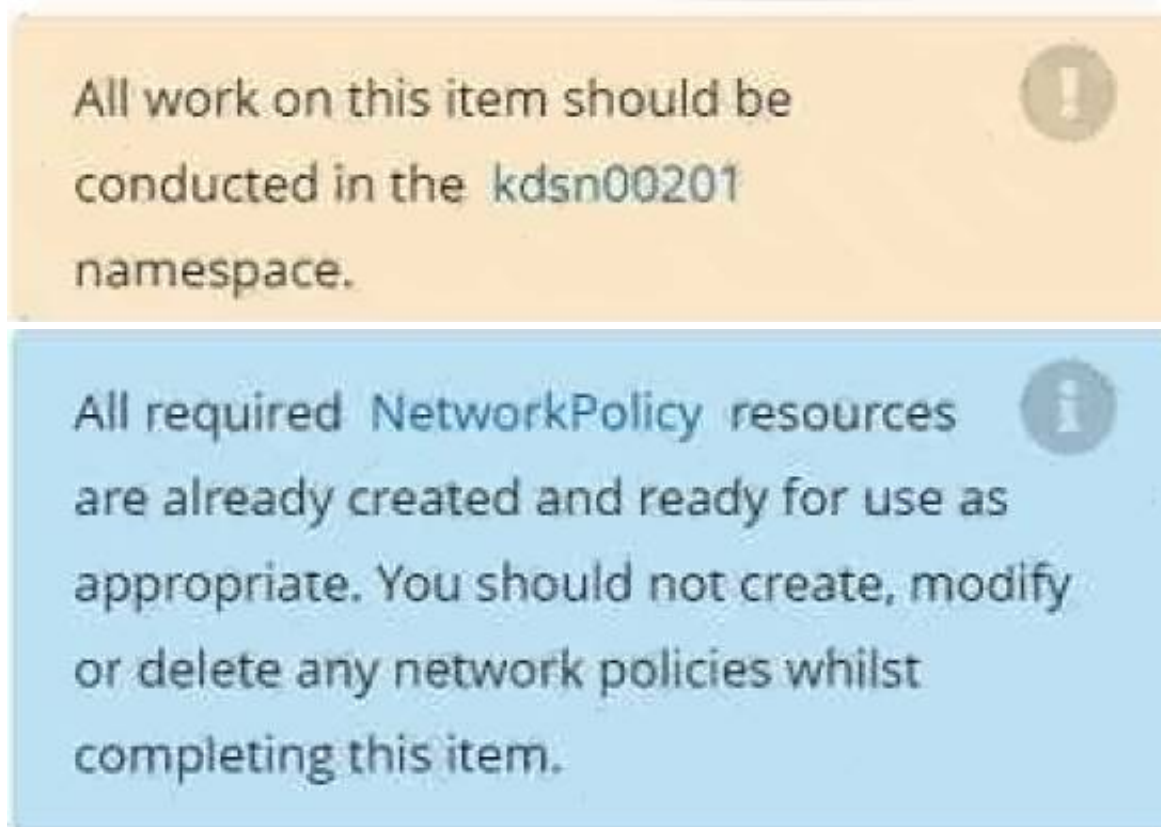 All work on this item should be
conducted in the kdsn00201
namespace.
All required NetworkPolicy resources
are already created and ready for use as
appropriate. You should not create, modify
or delete any network policies whilst
completing this item.